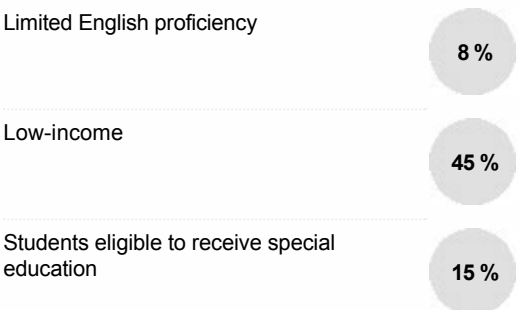 Limited English proficiency
8 %
Low-income
45 %
Students eligible to receive special
education
15 %